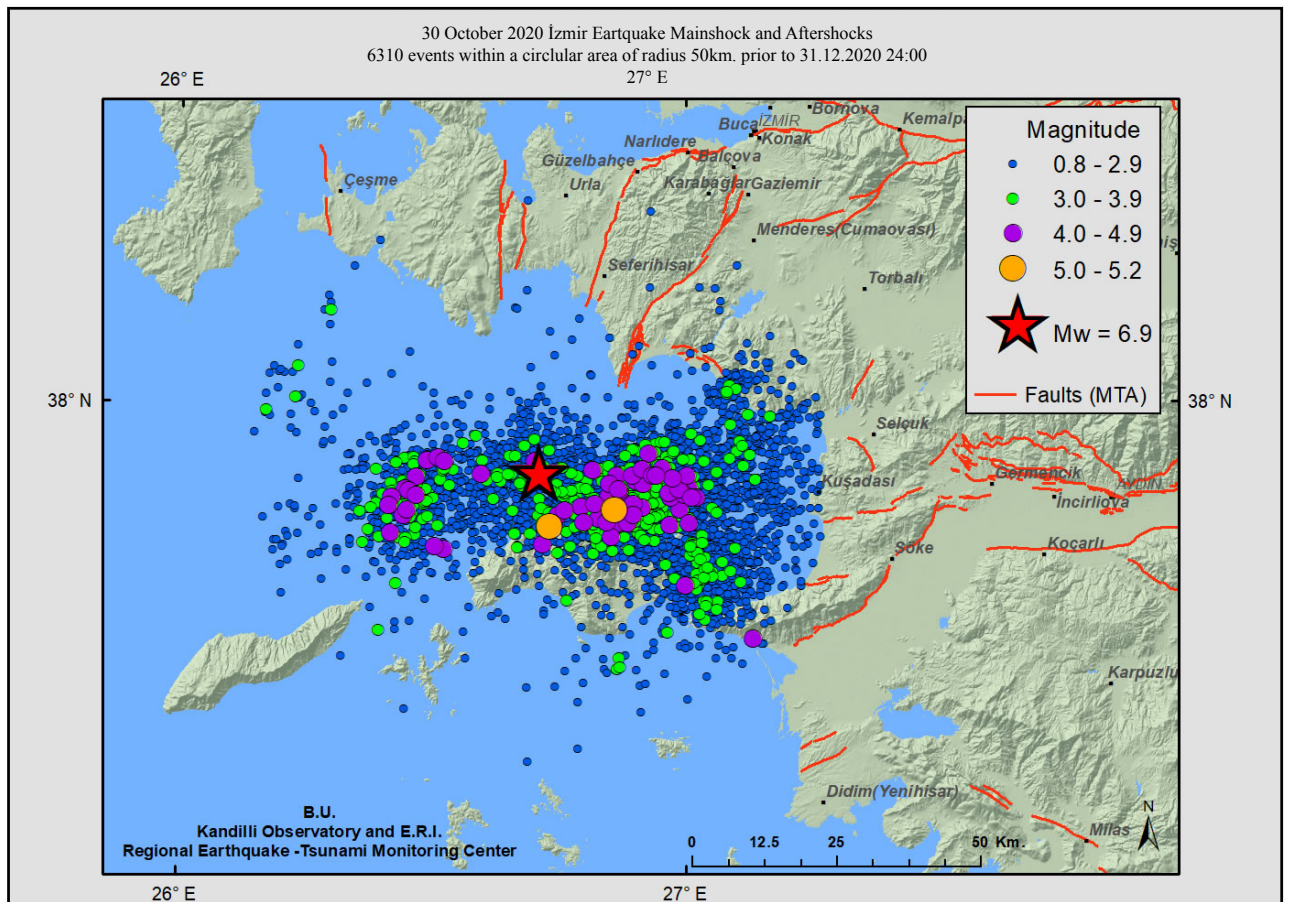 30 October 2020 İzmir Eartquake Mainshock and Aftershocks
6310 events within a circlular area of radius 50km. prior to 31.12.2020 24:00
26° E
27° E
Bornova
Kemalpa
Buca
İZMİR
Konak
Narlıdere
Balçova
Güzelbahçe
Çeşme
Urla
Karabağlar
Gaziemir
Menderes(Cumaovası)
Seferihisar
Torbalı
Magnitude
0.8 - 2.9
3.0 - 3.9
4.0 - 4.9
5.0 - 5.2
Mw = 6.9
Faults (MTA)
38° N
38° N
Selçuk
Kuşadası
Germencik
AYDIN
İncirliova
Söke
Koçarlı
Karpuzlu
Didim(Yenihisar)
Milas
N
B.U.
Kandilli Observatory and E.R.I.
Regional Earthquake -Tsunami Monitoring Center
0 12.5 25 50 Km.
26° E
27° E